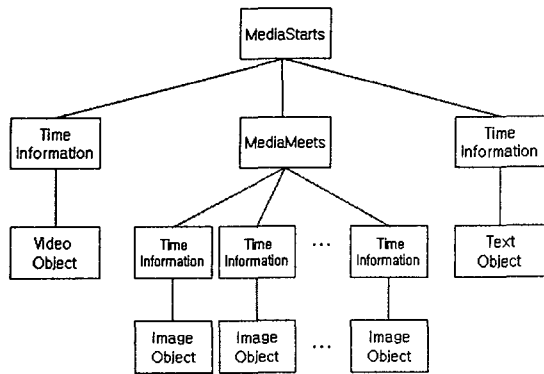 MediaStarts
Time
Information
MediaMeets
Time
Information
Video
Object
Time
Information
Time
Information
...
Time
Information
Text
Object
Image
Object
Image
Object
...
Image
Object